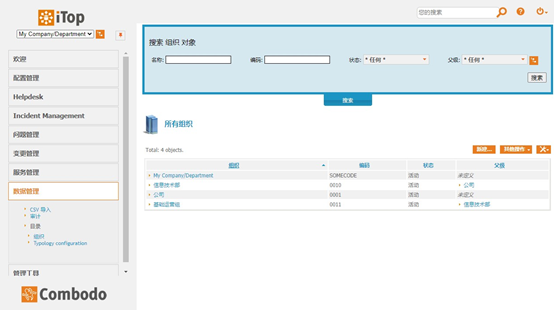 iTop
您的搜索
My Company/Department
欢迎
配置管理
Helpdesk
Incident Management
问题管理
变更管理
服务管理
数据管理
CSV 导入
审计
目录
组织
Typology configuration
管理工具
Combodo
搜索 组织 对象
名称: 编码: 状态: * 任何 * 父级: * 任何 *
搜索
搜索
所有组织
Total: 4 objects.
新建... 其他操作
组织 编码 状态 父级
My Company/Department SOMECODE 活动 未定义
信息技术部 0010 活动 公司
公司 0001 活动 未定义
基础运营组 0011 活动 信息技术部